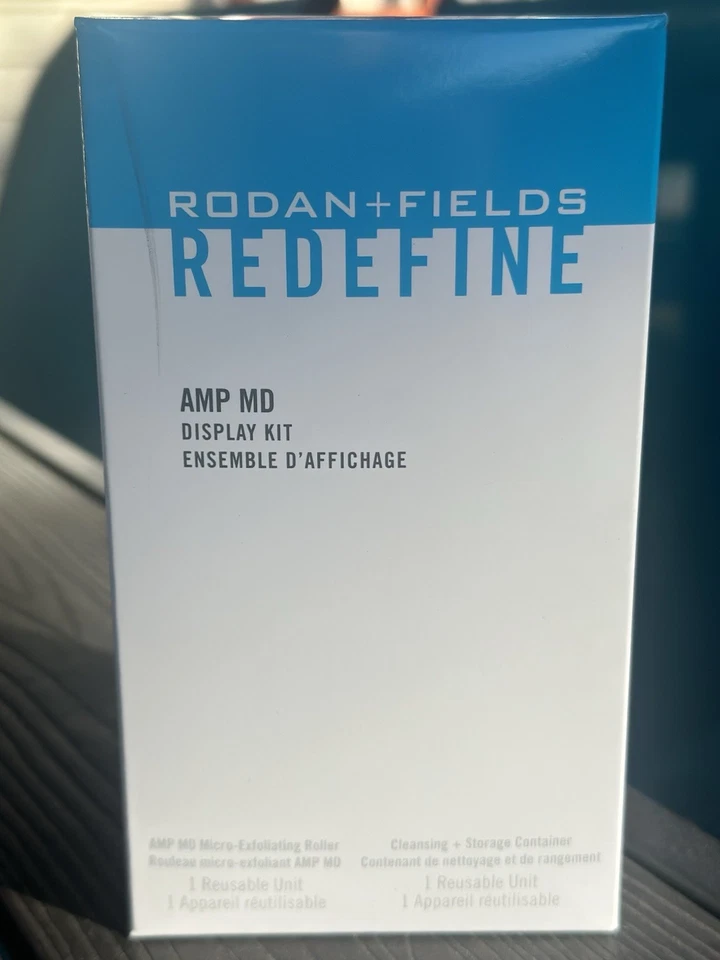 RODAN+FIELDS
REDEFINE
AMP MD
DISPLAY KIT
ENSEMBLE D'AFFICHAGE
AMP MD Micro-Exfoliating Roller
Rouleau micro-exfoliant AMP MD
1 Reusable Unit
1 Appareil réutilisable
Cleansing + Storage Container
Contenant de nettoyage et de rangement
1 Reusable Unit
1 Appareil réutilisable